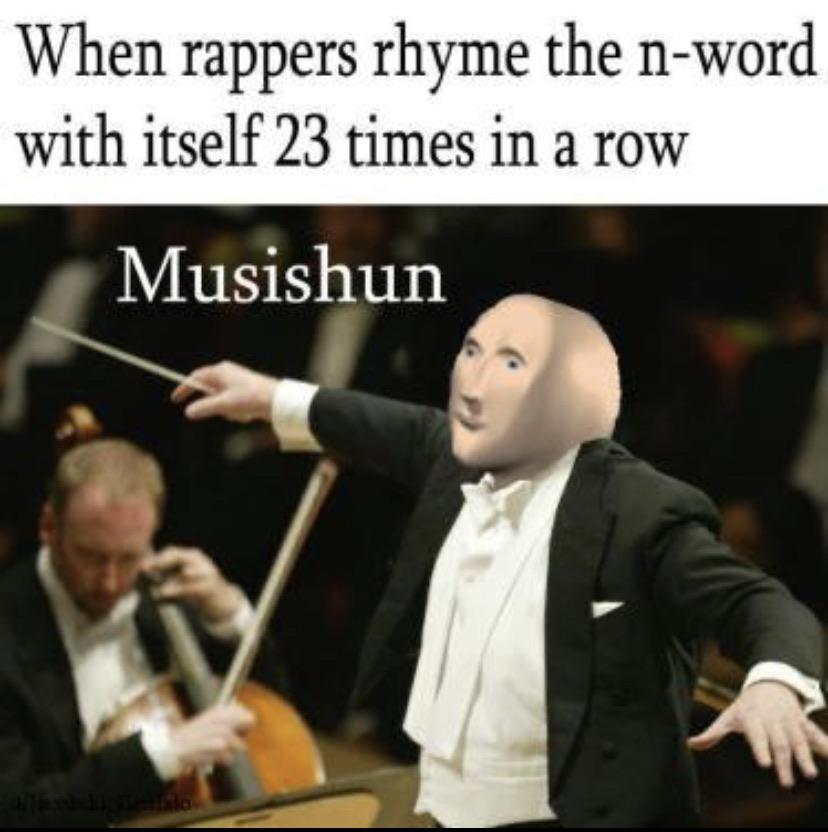 When rappers rhyme the n-word
with itself 23 times in a row
Musishun